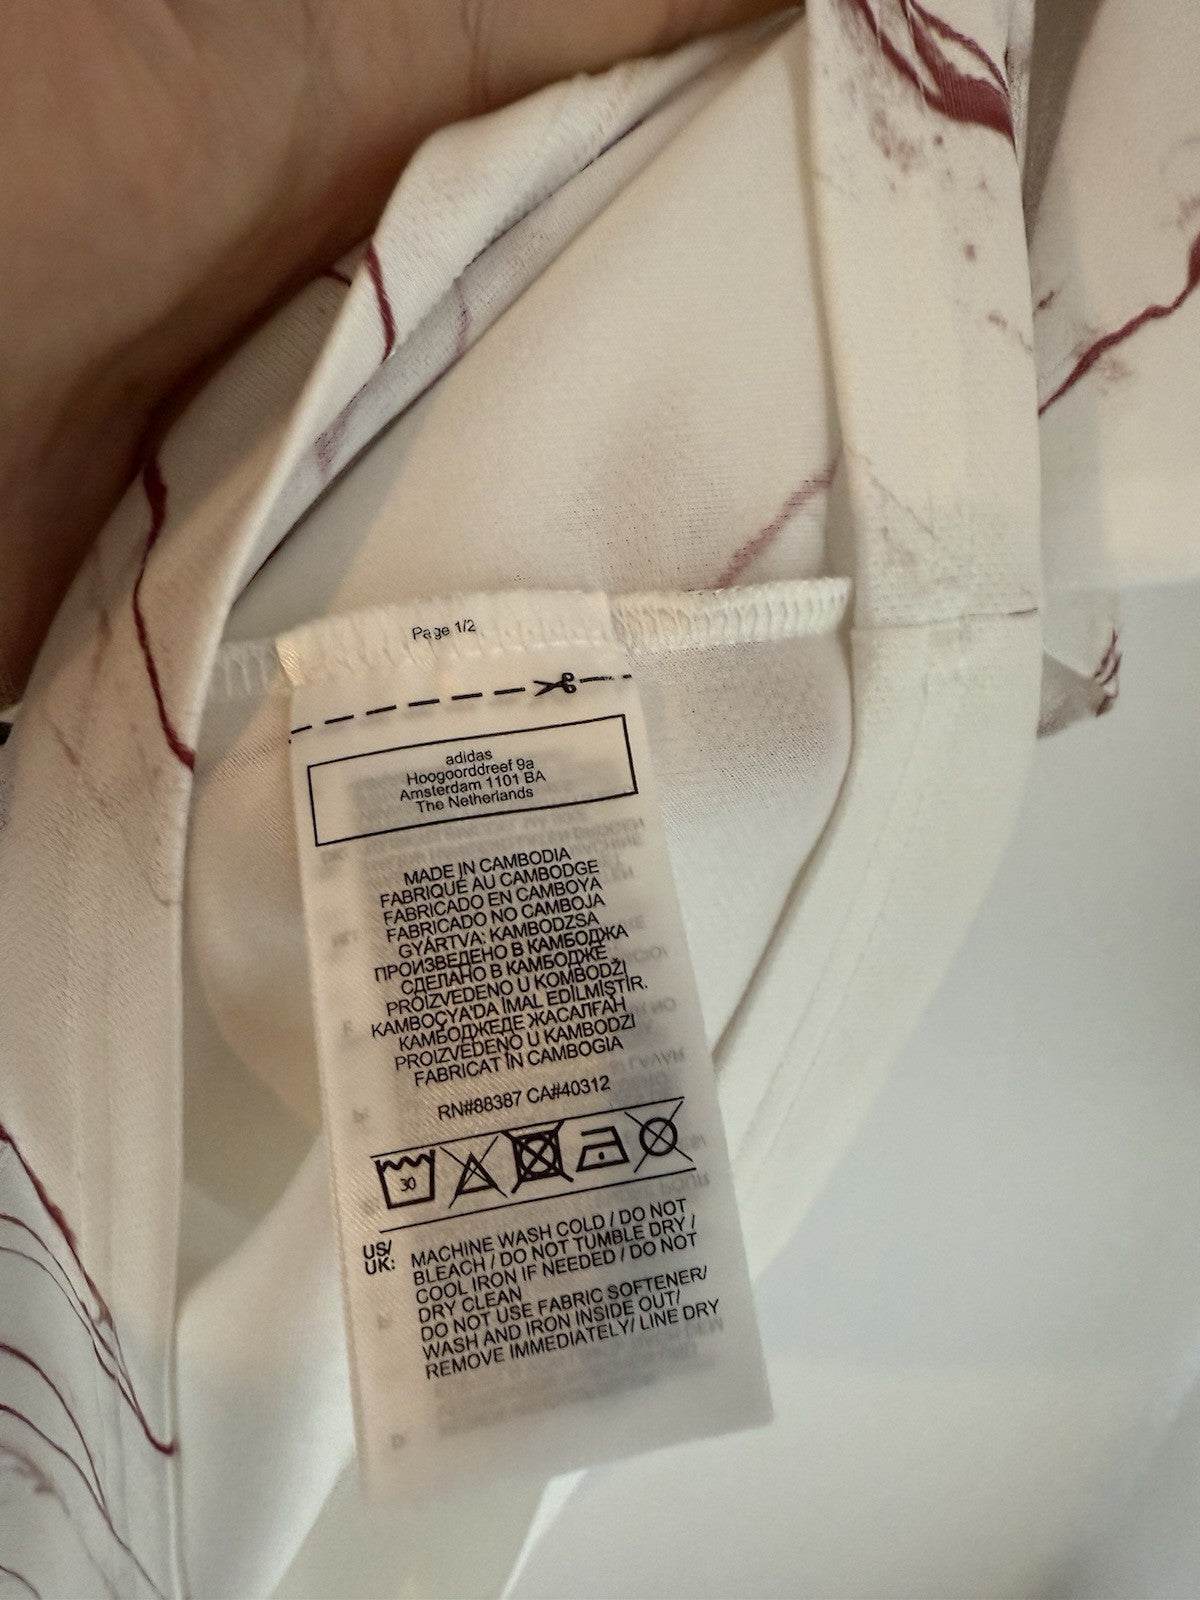 Page 1/2
adidas
Hoogoorddreef 9a
Amsterdam 1101 BA
The Netherlands
MADE IN CAMBODIA
FABRIQUÉ AU CAMBODGE
FABRICADO EN CAMBOYA
FABRICADO NO CAMBOJA
GYÁRTVA: KAMBODZSA
ПРОИЗВЕДЕНО В КАМБОДЖА
СДЕЛАНО В КАМБОДЖЕ
PROIZVEDENO U KOMBODŽI
KAMBOÇYA'DA İMAL EDİLMİŞTİR.
КАМБОДЖЕДЕ ЖАСАЛҒАН
PROIZVEDENO U KAMBODZI
FABRICAT ÎN CAMBOGIA
RN#88387 CA#40312
30
US/
UK:
MACHINE WASH COLD / DO NOT
BLEACH / DO NOT TUMBLE DRY /
COOL IRON IF NEEDED / DO NOT
DRY CLEAN
DO NOT USE FABRIC SOFTENER/
WASH AND IRON INSIDE OUT/
REMOVE IMMEDIATELY/ LINE DRY